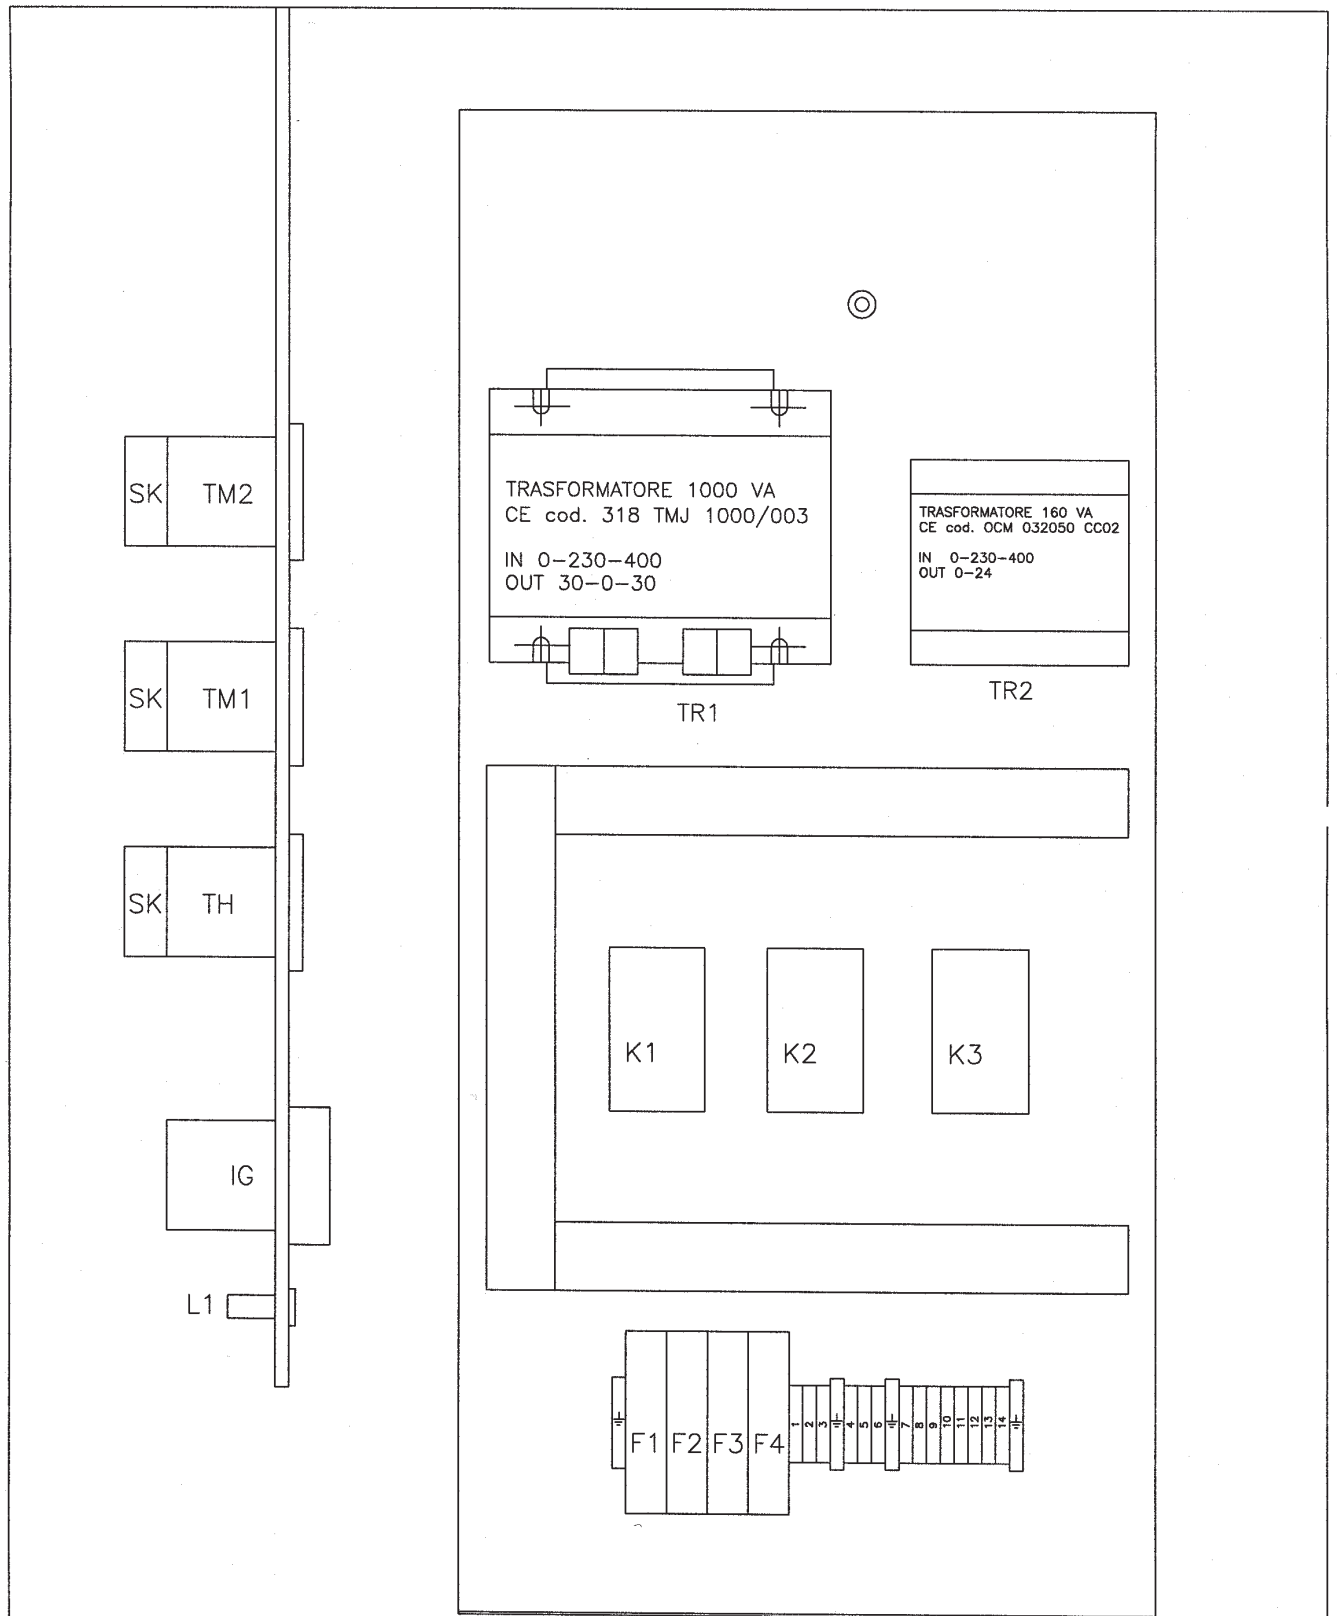 TRASFORMATORE 1000 VA
CE cod. 318 TMJ 1000/003
IN 0-230-400
OUT 30-0-30
TR1
TRASFORMATORE 160 VA
CE cod. OCM 032050 CC02
IN 0-230-400
OUT 0-24
TR2
SK TM2
SK TM1
SK TH
K1 K2 K3
IG
L1
F1 F2 F3 F4 1 2 3 4 5 6 7 8 9 10 11 12 13 14